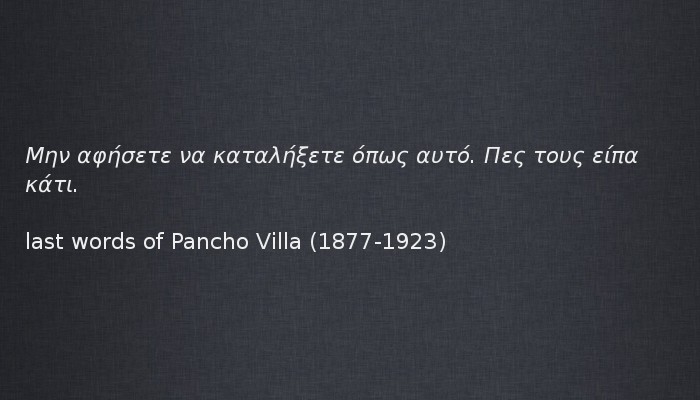 Μην αφήσετε να καταλήξετε όπως αυτό. Πες τους είπα
κάτι.
last words of Pancho Villa (1877-1923)